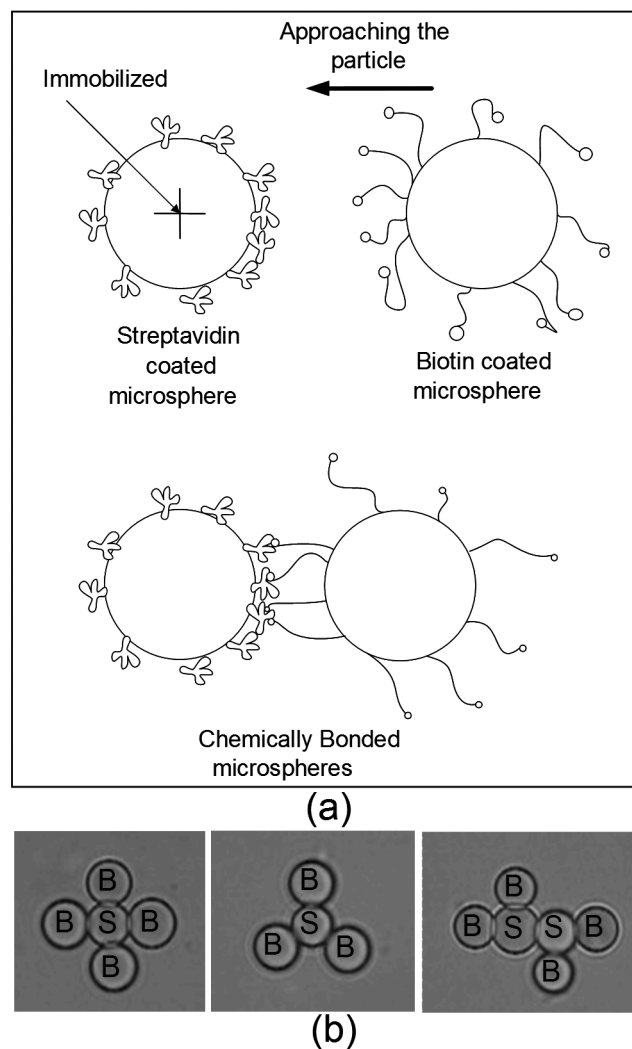 Approaching the
particle
Immobilized
Streptavidin
coated
microsphere
Biotin coated
microsphere
Chemically Bonded
microspheres
(a)
B
B S B
B
B
S
B B
B
B S S B
B
(b)